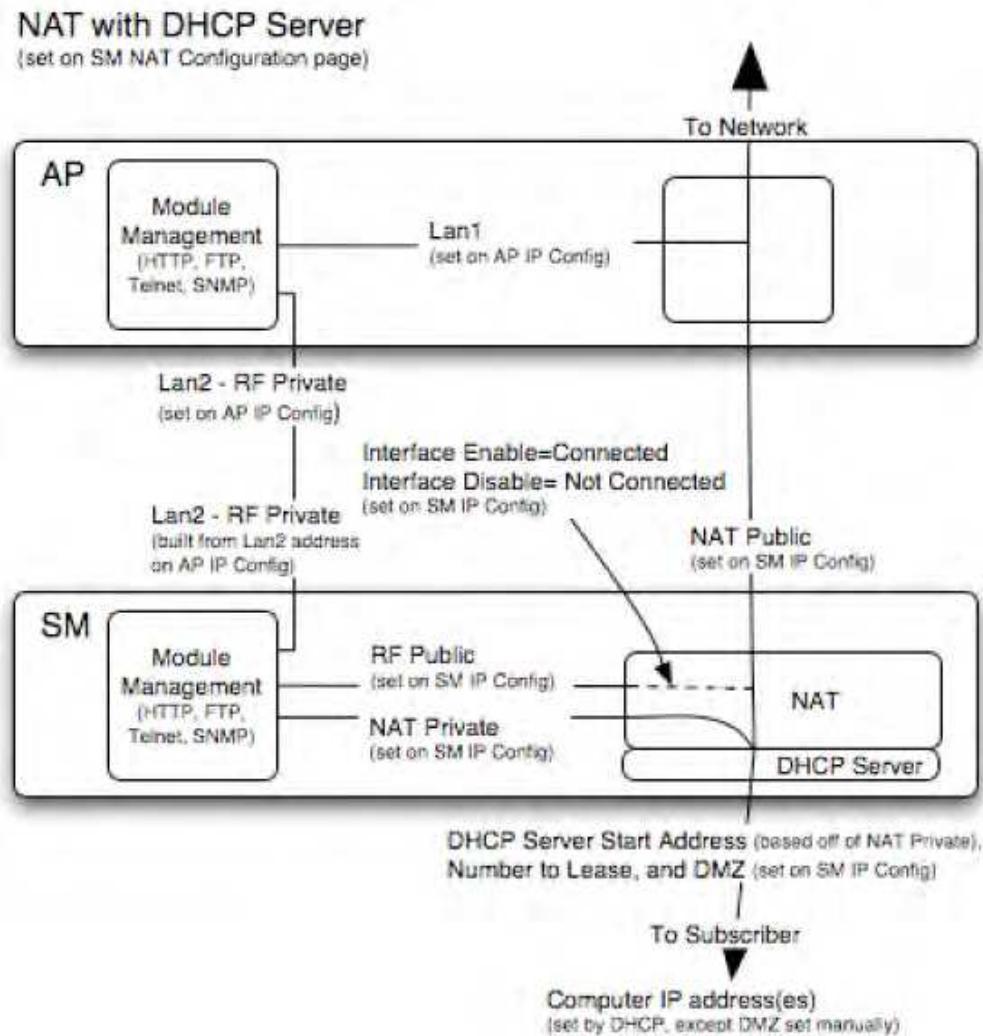 NAT with DHCP Server
(set on SM NAT Configuration page)
To Network
AP
Module
Management
(HTTP, FTP,
Telnet, SNMP)
Lan1
(set on AP IP Config)
Lan2 - RF Private
(set on AP IP Config)
Interface Enable=Connected
Interface Disable= Not Connected
(set on SM IP Config)
Lan2 - RF Private
(built from Lan2 address
on AP IP Config)
NAT Public
(set on SM IP Config)
SM
Module
Management
(HTTP, FTP,
Telnet, SNMP)
RF Public
(set on SM IP Config)
NAT Private
(set on SM IP Config)
NAT
DHCP Server
DHCP Server Start Address (based off of NAT Private),
Number to Lease, and DMZ (set on SM IP Config)
To Subscriber
Computer IP address(es)
(set by DHCP, except DMZ set manually)